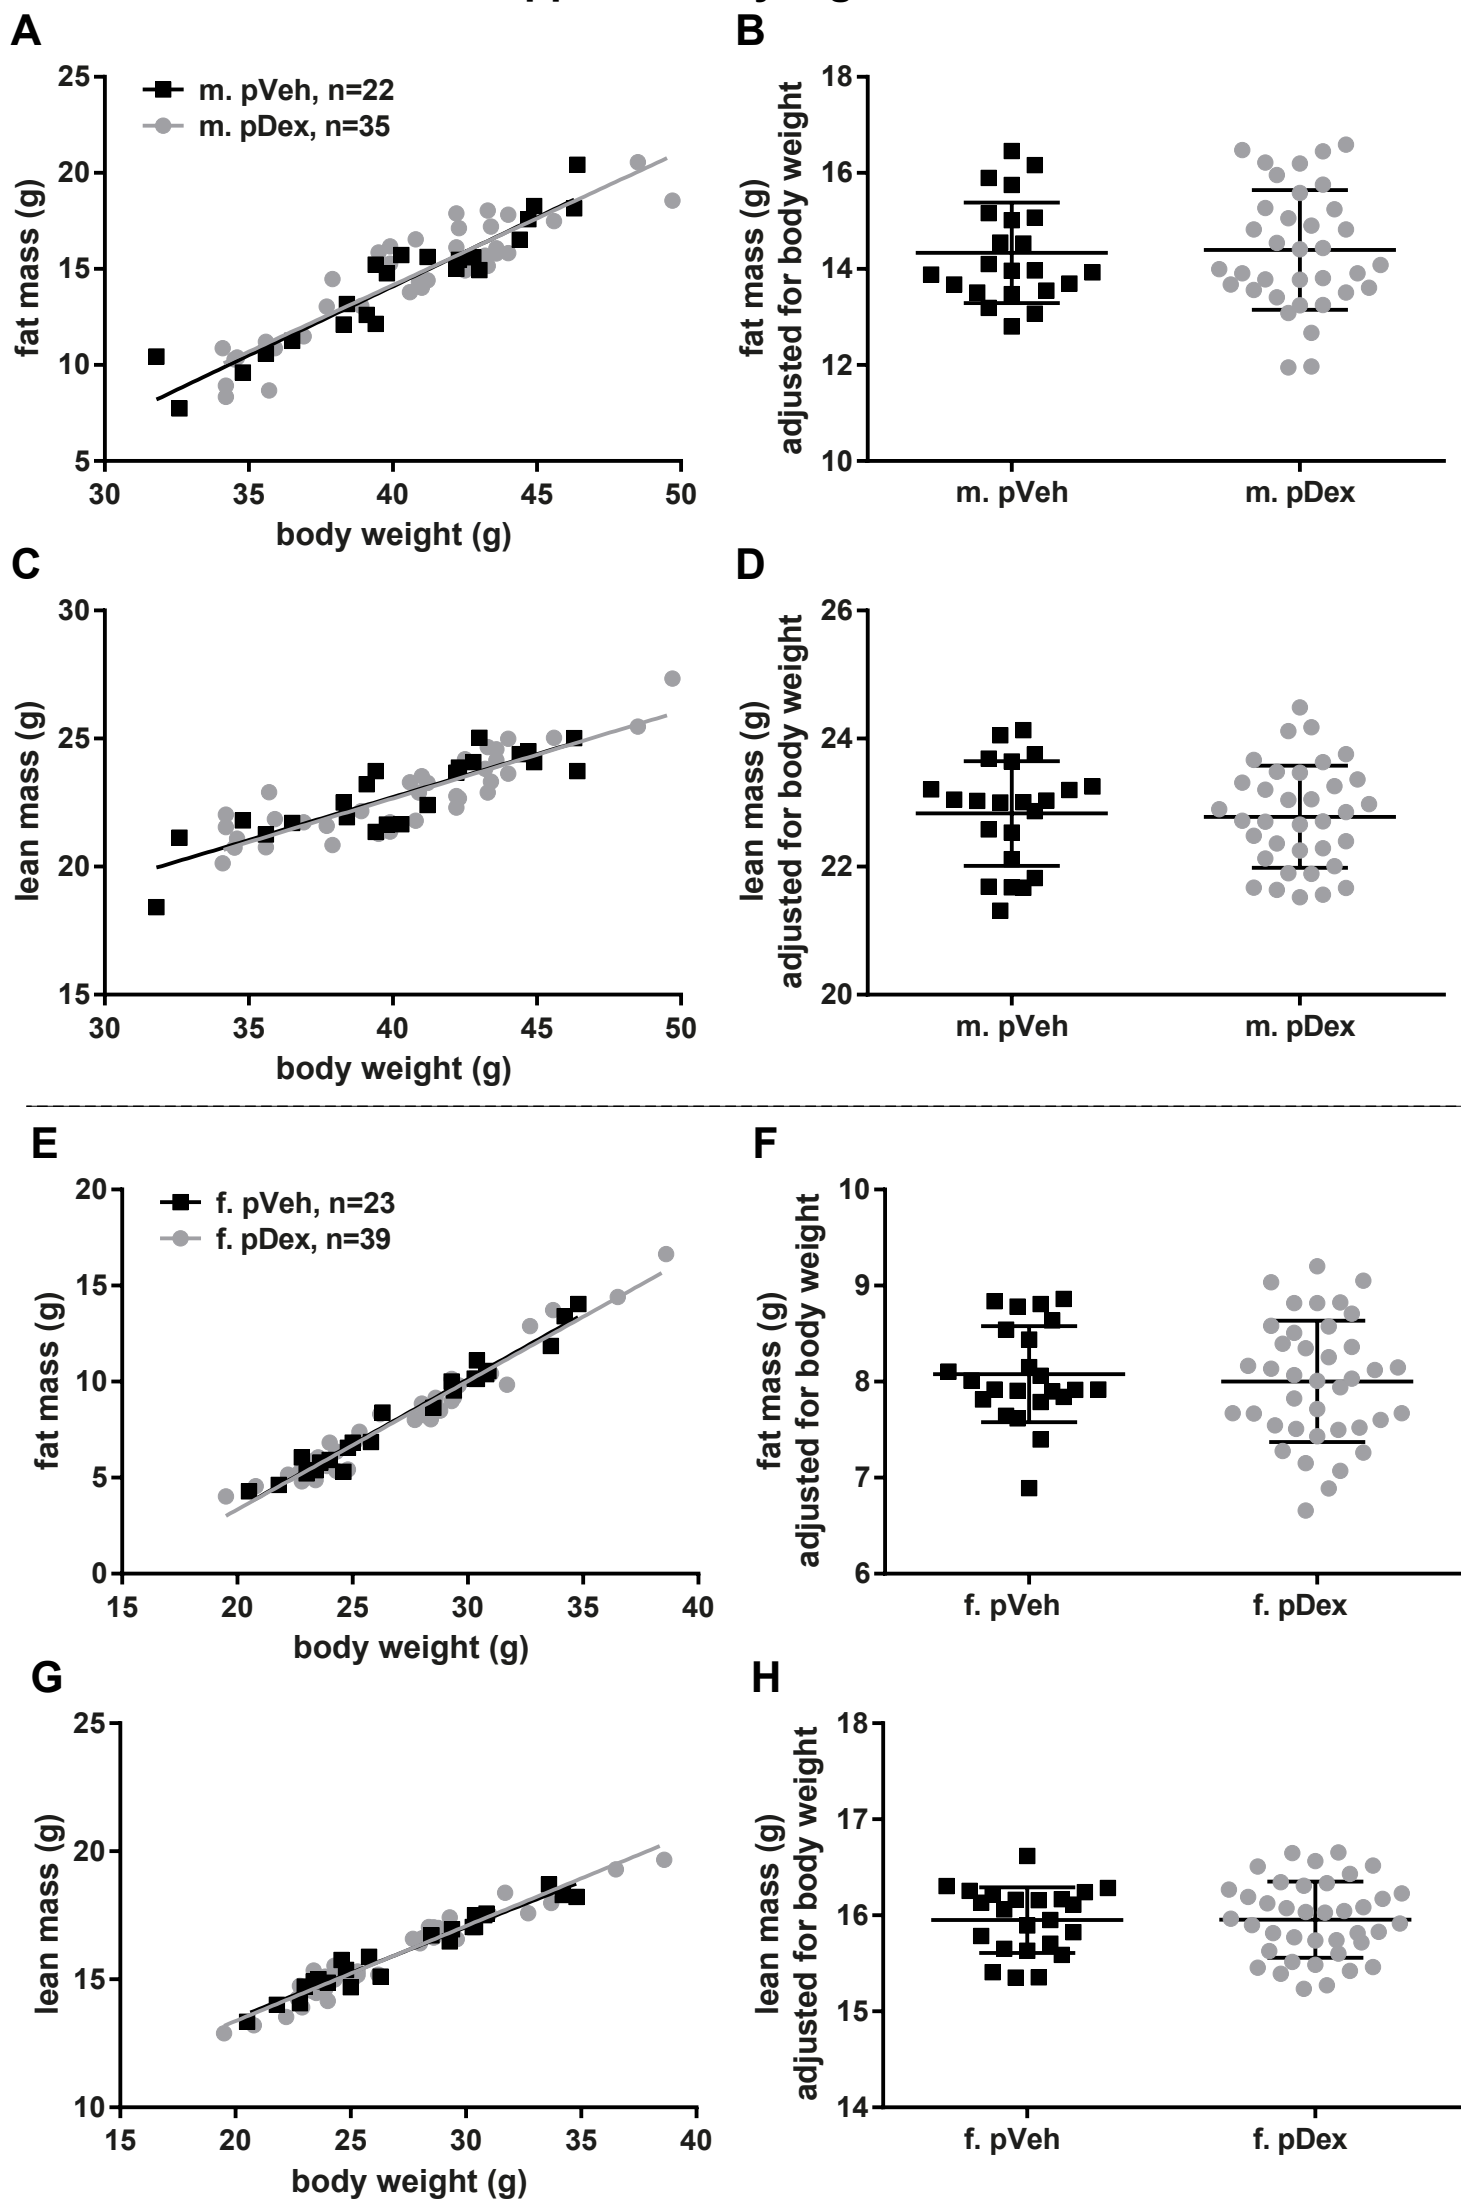 A
25
20
15
10
5
fat mass (g)
m. pVeh, n=22
m. pDex, n=35
30 35 40 45 50
body weight (g)
B
18
16
14
12
10
fat mass (g)
adjusted for body weight
m. pVeh m. pDex
C
30
25
20
15
lean mass (g)
30 35 40 45 50
body weight (g)
D
26
24
22
20
lean mass (g)
adjusted for body weight
m. pVeh m. pDex
E
20
15
10
5
0
fat mass (g)
f. pVeh, n=23
f. pDex, n=39
15 20 25 30 35 40
body weight (g)
F
10
9
8
7
6
fat mass (g)
adjusted for body weight
f. pVeh f. pDex
G
25
20
15
10
lean mass (g)
15 20 25 30 35 40
body weight (g)
H
18
17
16
15
14
lean mass (g)
adjusted for body weight
f. pVeh f. pDex